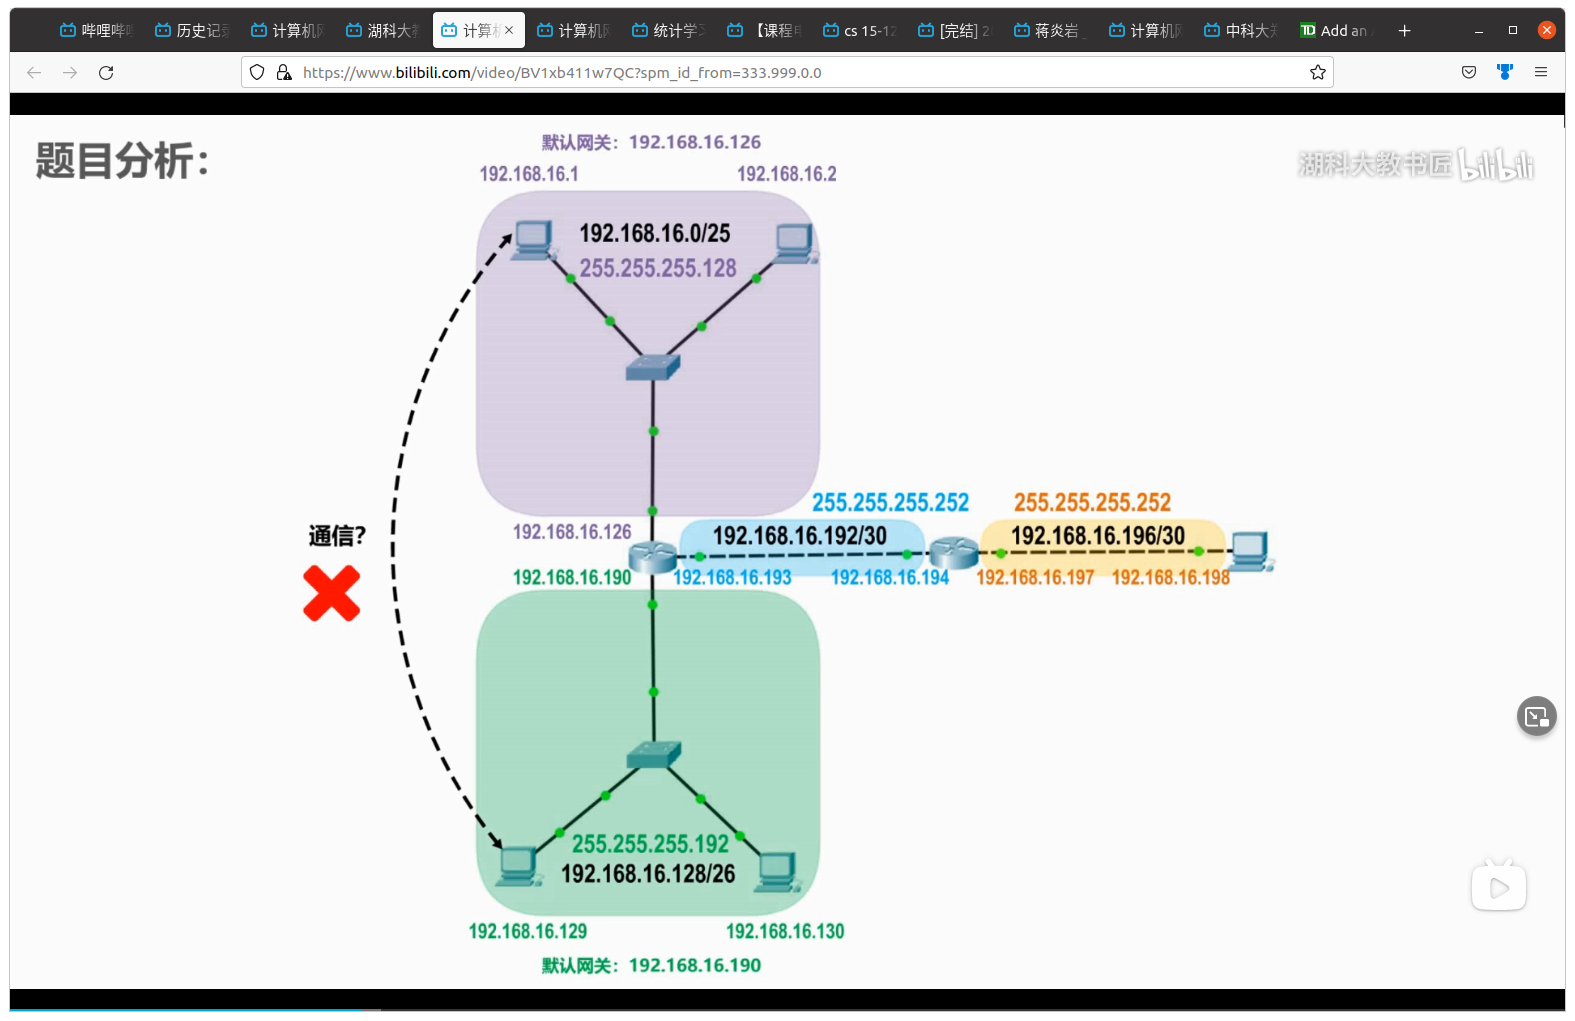 哔哩哔哩
历史记录
计算机网
湖科大教
计算机
计算机网
统计学习
【课程
cs 15-12
[完结] 2
蒋炎岩
计算机网
中科大
Add an
https://www.bilibili.com/video/BV1xb411w7QC?spm_id_from=333.999.0.0
题目分析：
湖科大教书匠 bilibili
默认网关：192.168.16.126
192.168.16.1
192.168.16.2
192.168.16.0/25
255.255.255.128
255.255.255.252
255.255.255.252
通信？
192.168.16.126
192.168.16.192/30
192.168.16.196/30
192.168.16.190
192.168.16.193
192.168.16.194
192.168.16.197
192.168.16.198
255.255.255.192
192.168.16.128/26
192.168.16.129
192.168.16.130
默认网关：192.168.16.190